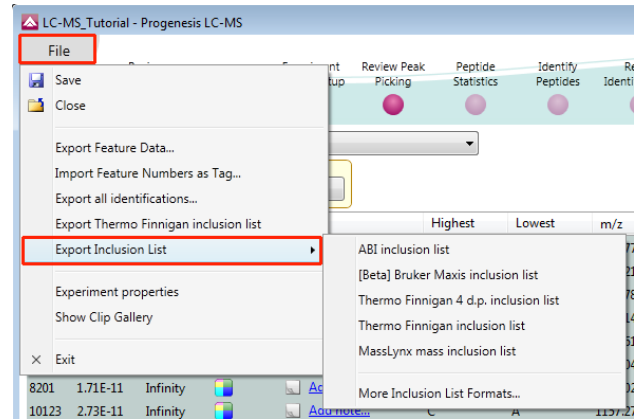 LC-MS_Tutorial - Progenesis LC-MS
File
Review Peak Picking
Peptide Statistics
Identify Peptides
Save
Close
Export Feature Data...
Import Feature Numbers as Tag...
Export all identifications...
Export Thermo Finnigan inclusion list
Highest Lowest m/z
Export Inclusion List
ABI inclusion list
[Beta] Bruker Maxis inclusion list
Experiment properties
Thermo Finnigan 4 d.p. inclusion list
Show Clip Gallery
Thermo Finnigan inclusion list
MassLynx mass inclusion list
Exit
8201 1.71E-11 Infinity
More Inclusion List Formats...
10123 2.73E-11 Infinity Add note... C A